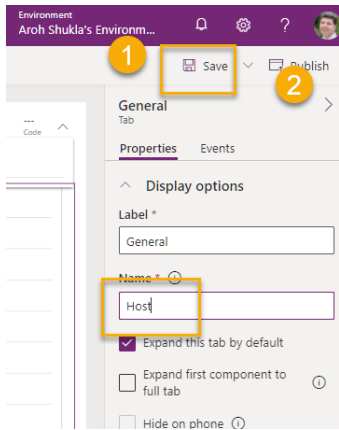 Environment
Aroh Shukla's Environm...
?
1
Save
Publish
2
General
Tab
---
Code
Properties Events
Display options
Label *
General
Name *
Host
Expand this tab by default
Expand first component to
full tab
Hide on phone